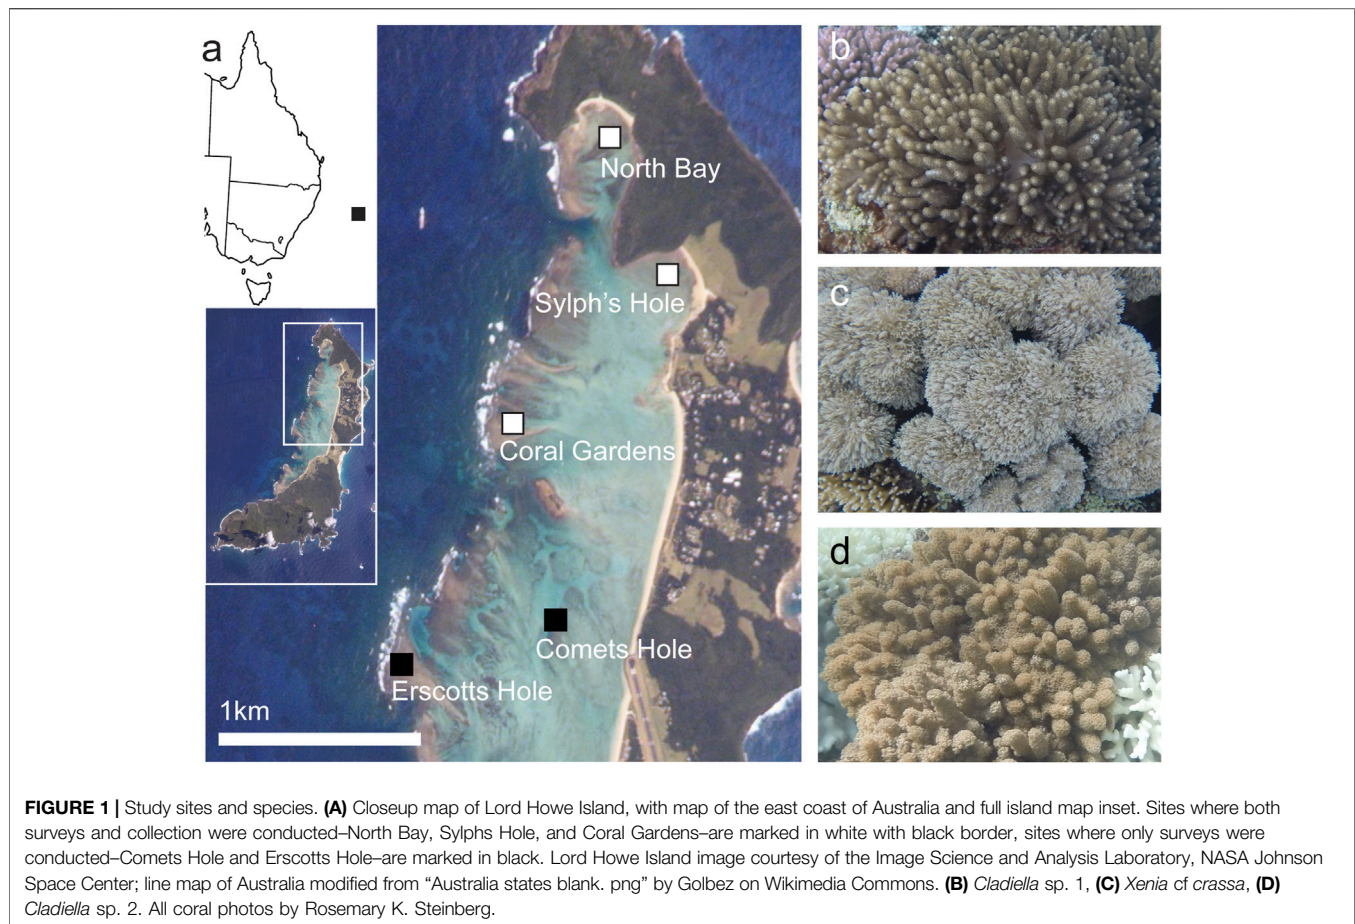 a
b
North Bay
Sylph's Hole
c
Coral Gardens
d
Comets Hole
Erscotts Hole
1km
FIGURE 1 | Study sites and species. (A) Closeup map of Lord Howe Island, with map of the east coast of Australia and full island map inset. Sites where both
surveys and collection were conducted–North Bay, Sylphs Hole, and Coral Gardens–are marked in white with black border, sites where only surveys were
conducted–Comets Hole and Erscotts Hole–are marked in black. Lord Howe Island image courtesy of the Image Science and Analysis Laboratory, NASA Johnson
Space Center; line map of Australia modified from “Australia states blank. png” by Golbez on Wikimedia Commons. (B) Cladiella sp. 1, (C) Xenia cf crassa, (D)
Cladiella sp. 2. All coral photos by Rosemary K. Steinberg.